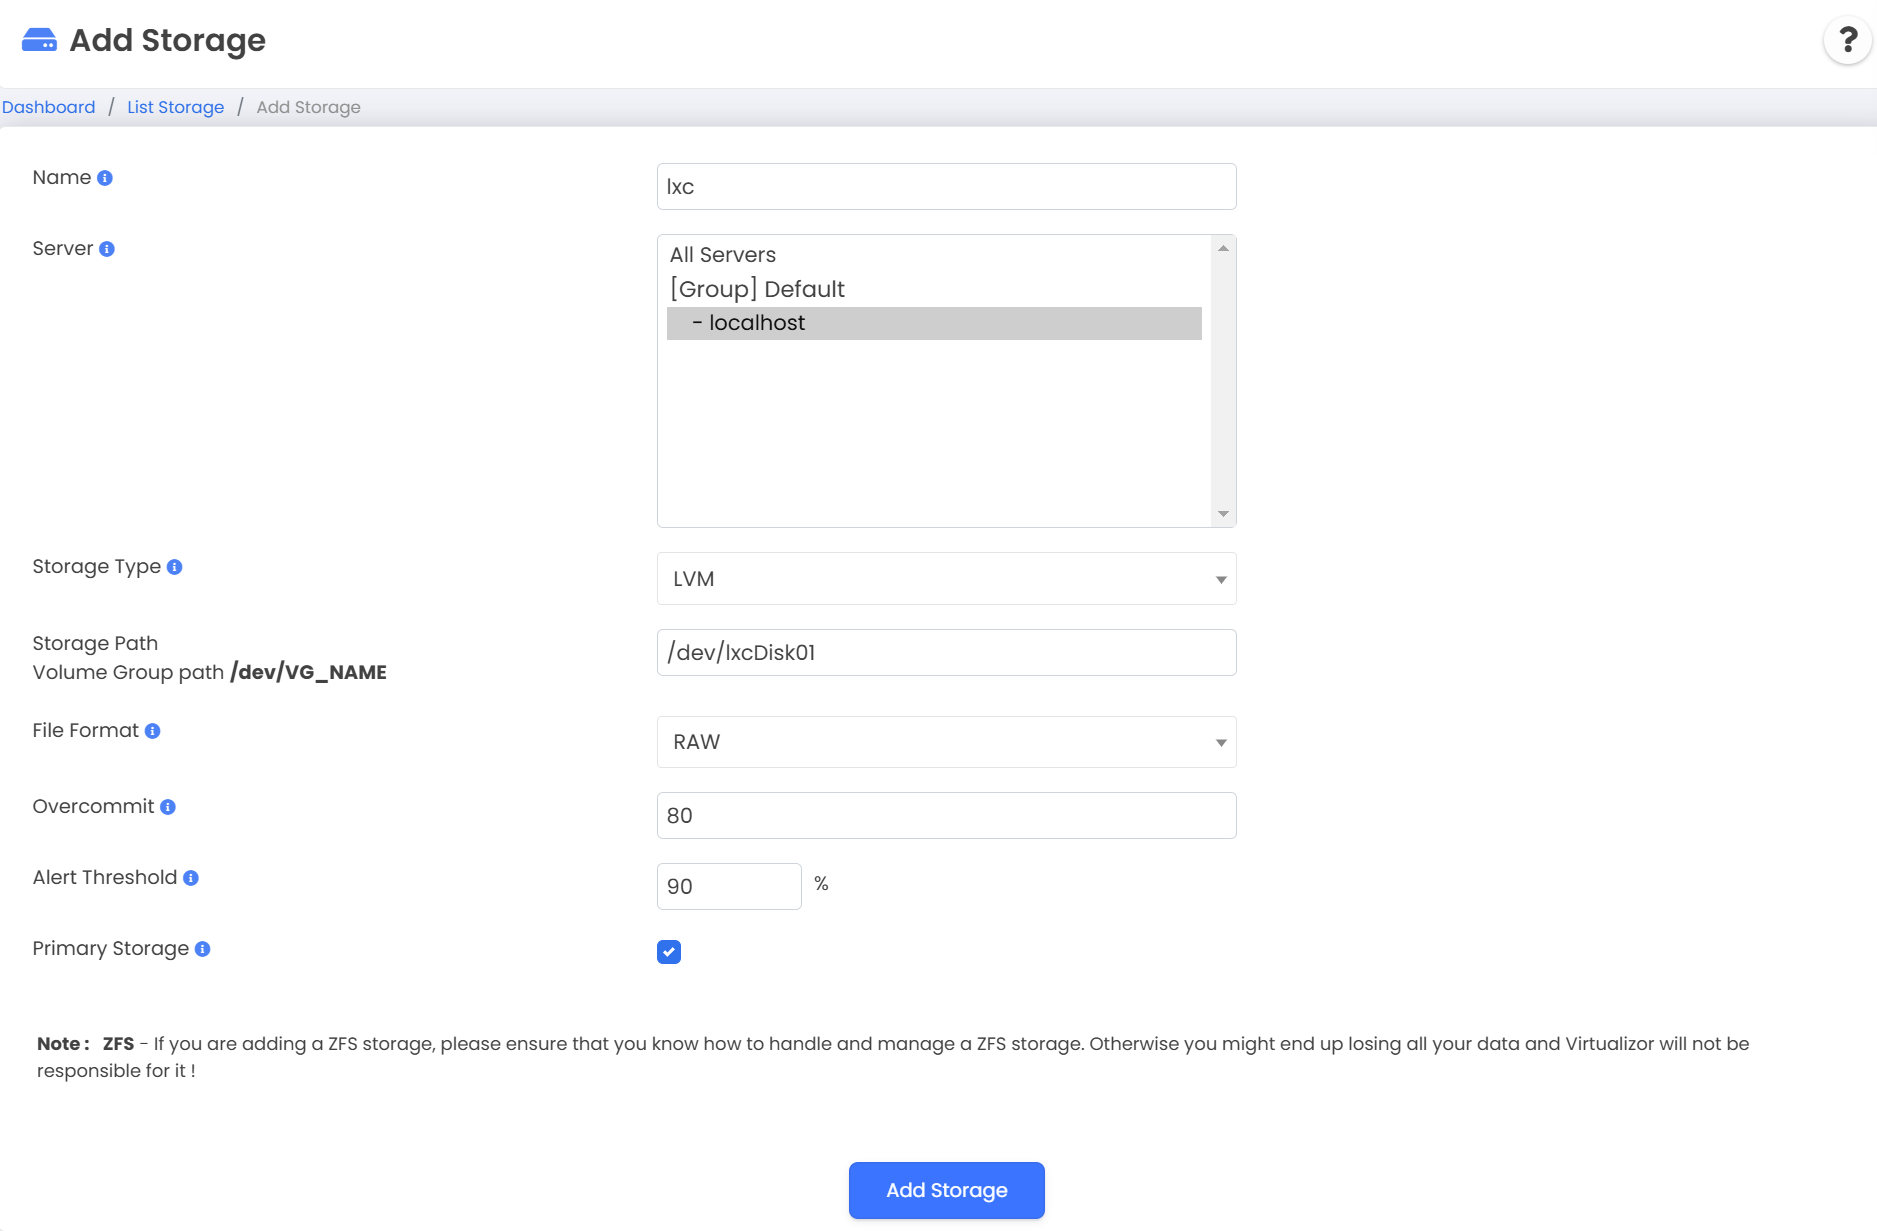 Add Storage
?
Dashboard / List Storage / Add Storage
Name
lxc
Server
All Servers
[Group] Default
- localhost
Storage Type
LVM
Storage Path
Volume Group path /dev/VG_NAME
/dev/lxcDisk01
File Format
RAW
Overcommit
80
Alert Threshold
90 %
Primary Storage
Note : ZFS - If you are adding a ZFS storage, please ensure that you know how to handle and manage a ZFS storage. Otherwise you might end up losing all your data and Virtualizor will not be
responsible for it !
Add Storage